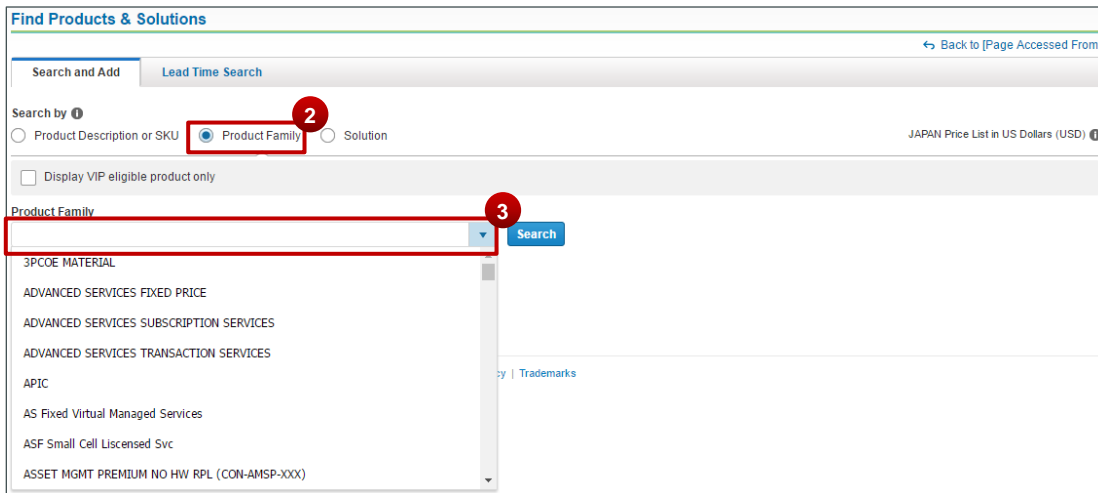 Find Products & Solutions
Back to [Page Accessed From
Search and Add
Lead Time Search
Search by
2
Product Description or SKU
Product Family
Solution
JAPAN Price List in US Dollars (USD)
Display VIP eligible product only
Product Family
3
Search
3PCOE MATERIAL
ADVANCED SERVICES FIXED PRICE
ADVANCED SERVICES SUBSCRIPTION SERVICES
ADVANCED SERVICES TRANSACTION SERVICES
cy | Trademarks
APIC
AS Fixed Virtual Managed Services
ASF Small Cell Liscensed Svc
ASSET MGMT PREMIUM NO HW RPL (CON-AMSP-XXX)